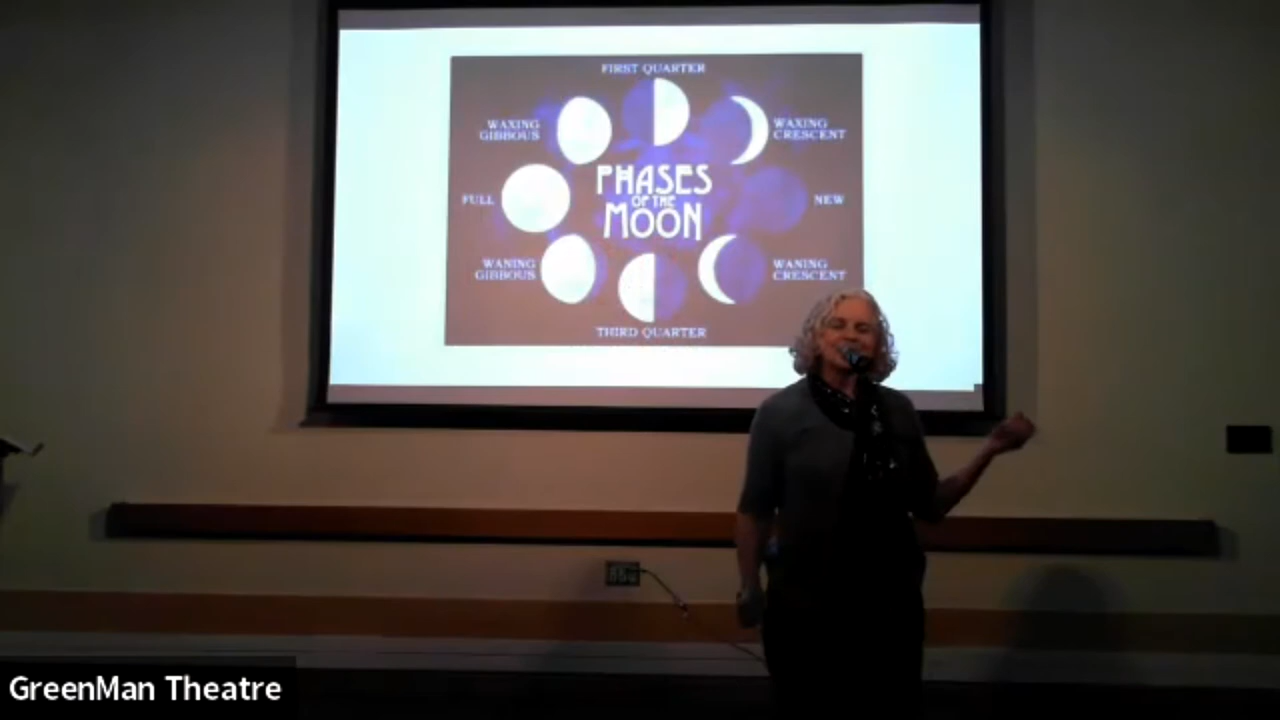 FIRST QUARTER
WAXING
GIBBOUS
WAXING
CRESCENT
PHASES
OF THE
MOON
FULL
NEW
WANING
GIBBOUS
WANING
CRESCENT
THIRD QUARTER
GreenMan Theatre